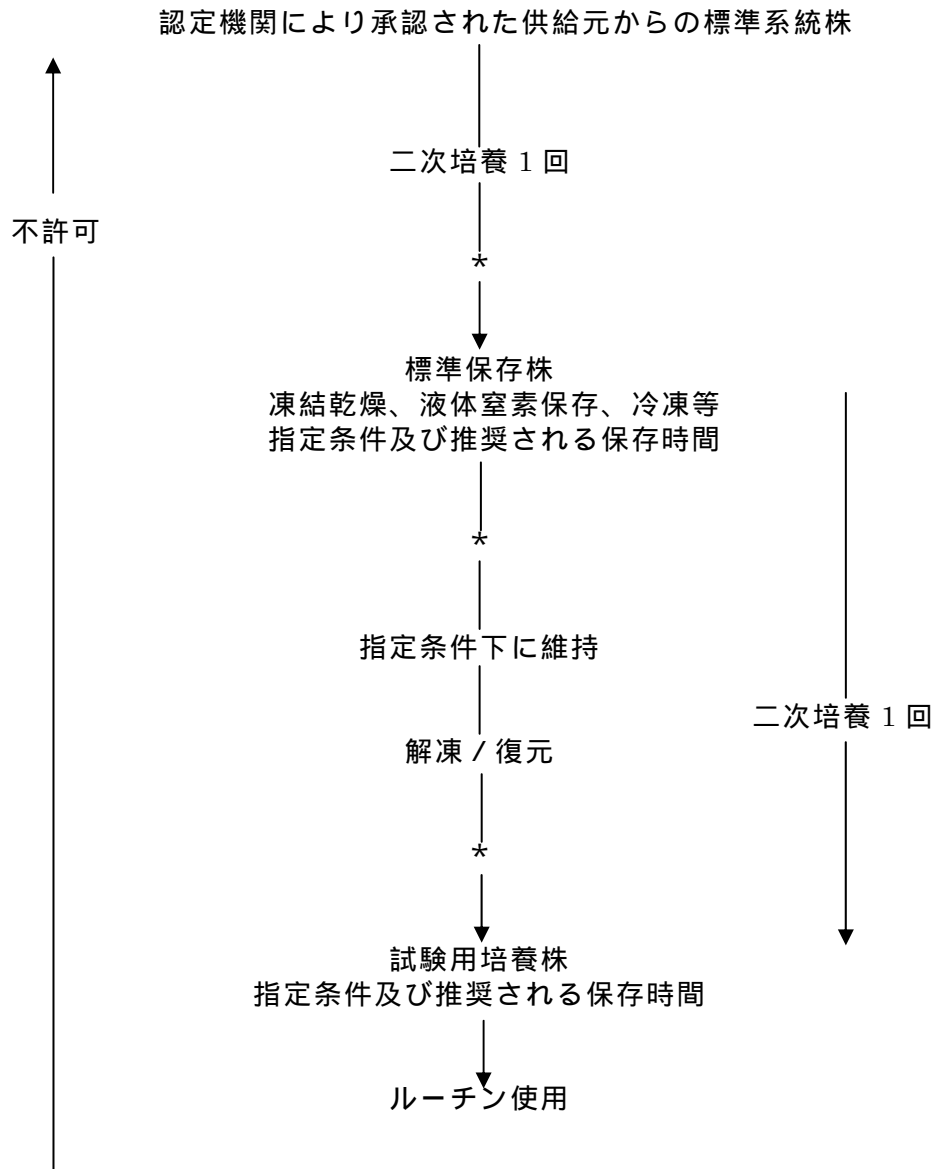 認定機関により承認された供給元からの標準系統株
二次培養 1 回
不許可
*
標準保存株
凍結乾燥、液体窒素保存、冷凍等
指定条件及び推奨される保存時間
*
指定条件下に維持
二次培養 1 回
解凍 / 復元
*
試験用培養株
指定条件及び推奨される保存時間
ルーチン使用